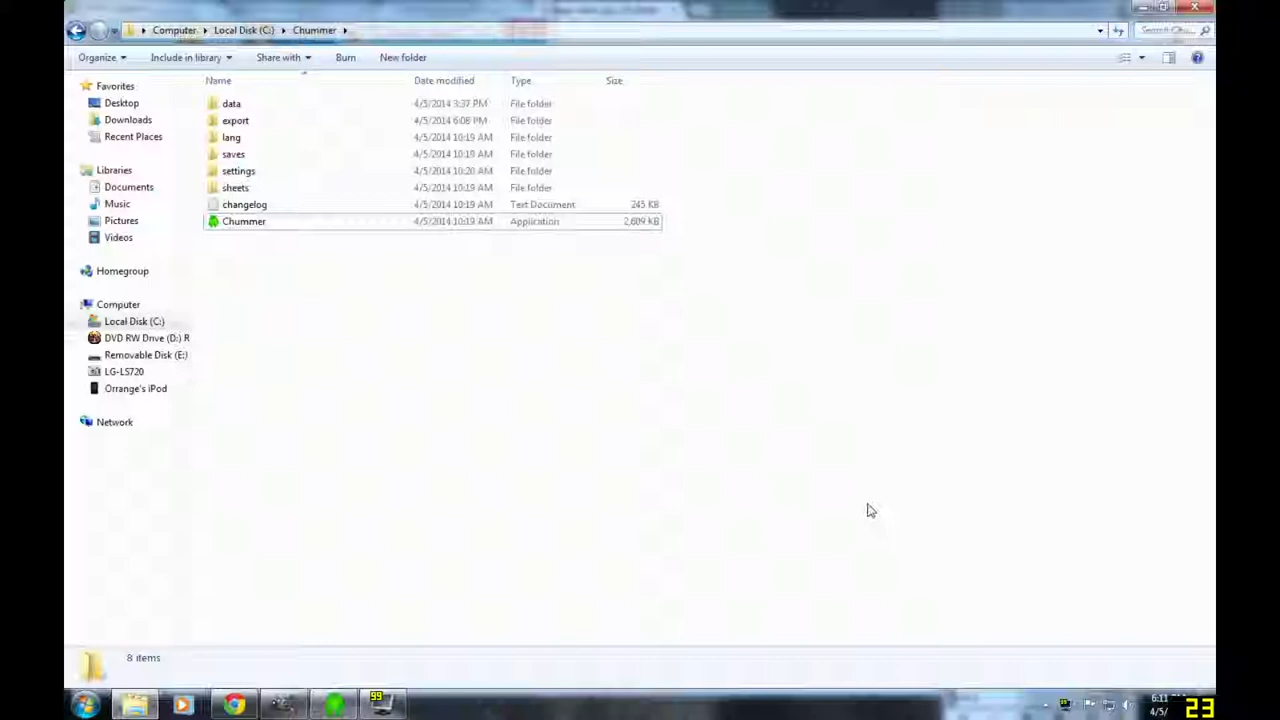 Computer Local Disk (C:) Chummer Search Chu...
Organize Include in library Share with Burn New folder
Name Date modified Type Size
Favorites
Desktop
Downloads
Recent Places
Libraries
Documents
Music
Pictures
Videos
Homegroup
Computer
Local Disk (C:)
DVD RW Drive (D:) R
Removable Disk (E:)
LG-LS720
Orrange's iPod
Network
data 4/5/2014 3:37 PM File folder
export 4/5/2014 6:08 PM File folder
lang 4/5/2014 10:19 AM File folder
saves 4/5/2014 10:19 AM File folder
settings 4/5/2014 10:20 AM File folder
sheets 4/5/2014 10:19 AM File folder
changelog 4/5/2014 10:19 AM Text Document 245 KB
Chummer 4/5/2014 10:19 AM Application 2,609 KB
8 items
99
6:11
4/5/
23